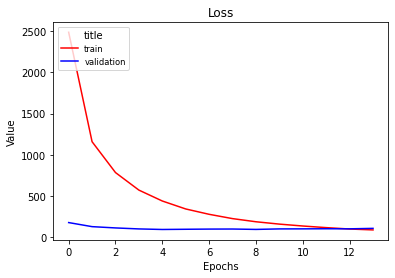 Loss
title
train
validation
Value
2500
2000
1500
1000
500
0
0 2 4 6 8 10 12
Epochs